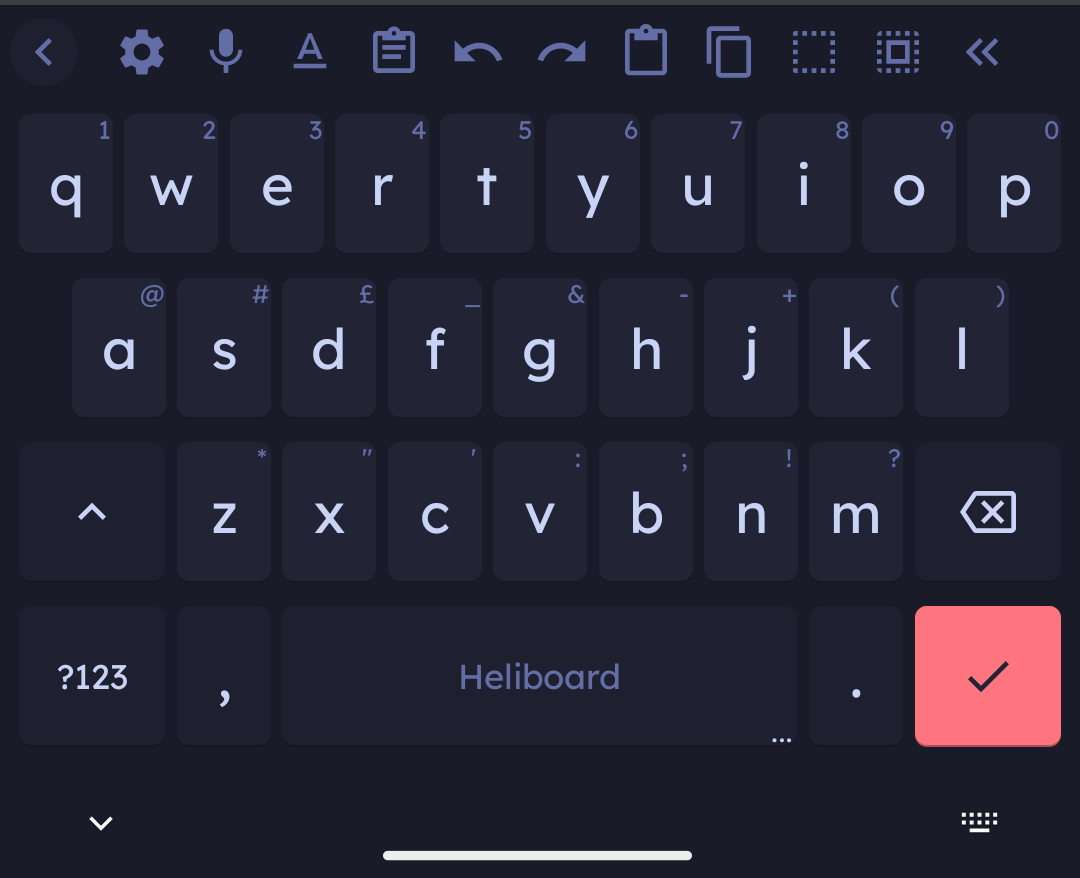 A
1 2 3 4 5 6 7 8 9 0
q w e r t y u i o p
@ # £ _ & - + ( )
a s d f g h j k l
* " ' : ; ! ?
z x c v b n m
?123 , Heliboard .
...